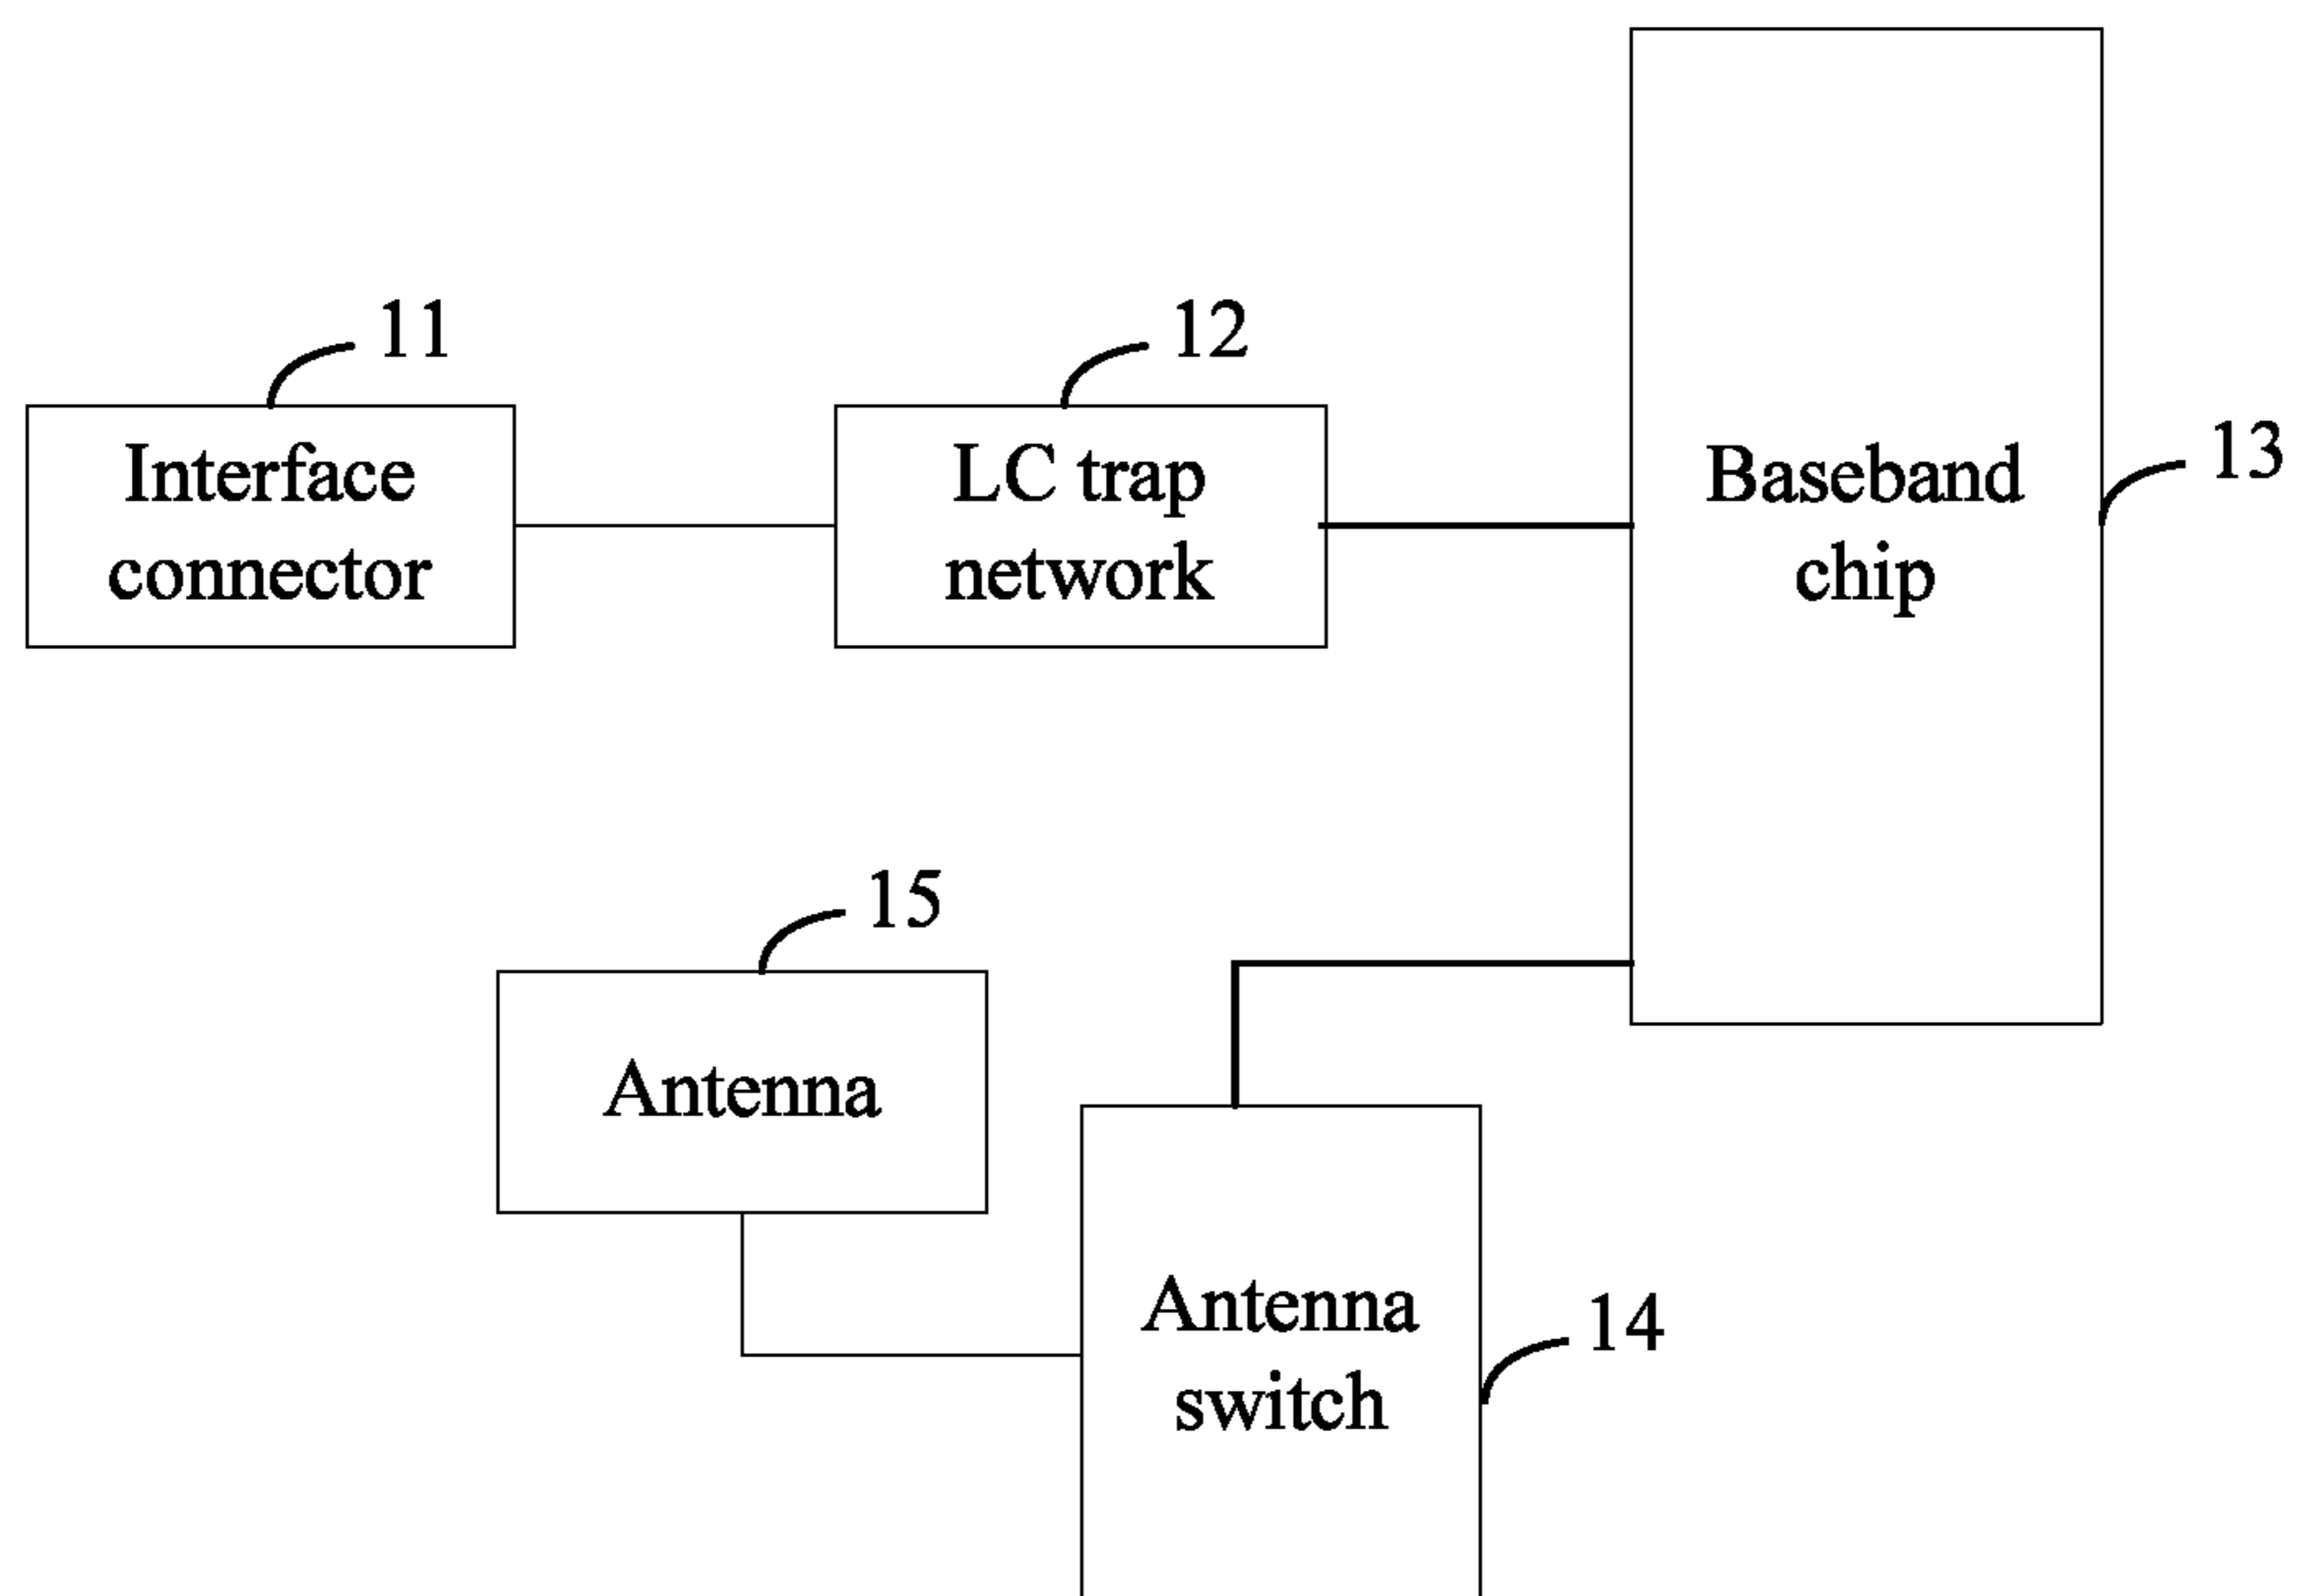 11
Interface
connector
12
LC trap
network
13
Baseband
chip
15
Antenna
14
Antenna
switch